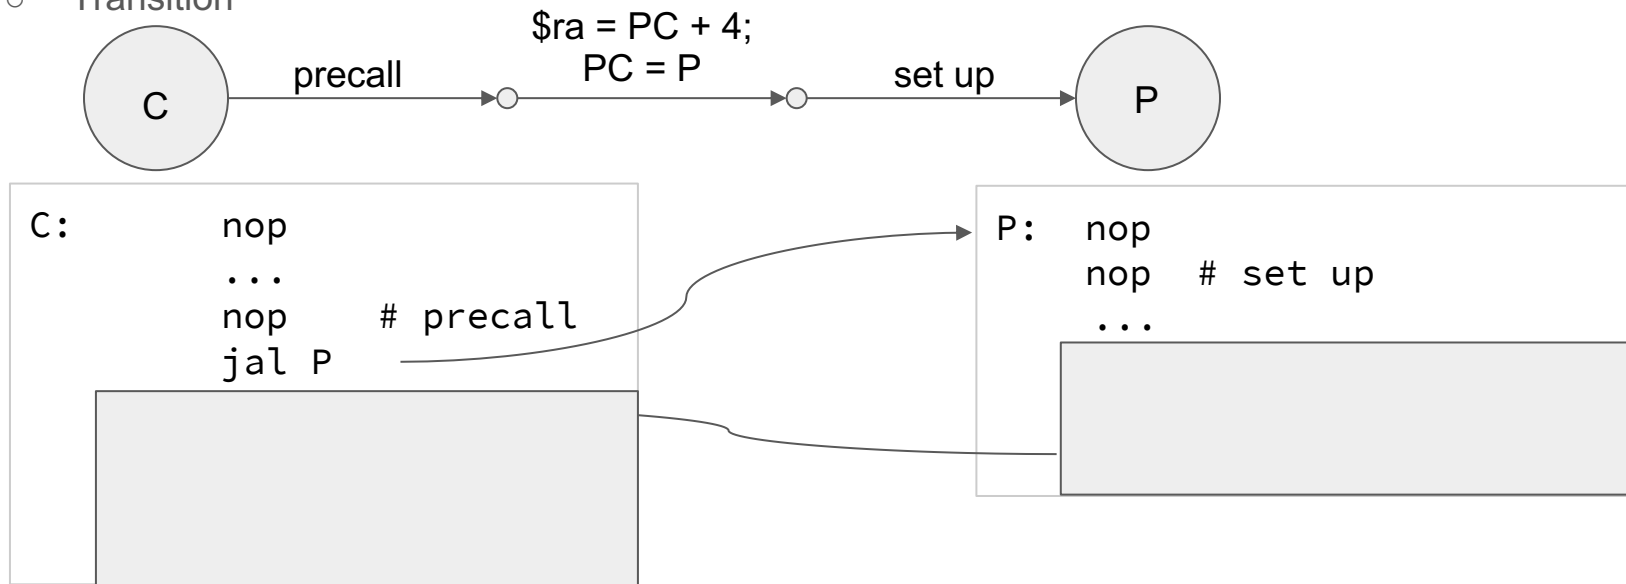 ○ Transition
$ra = PC + 4;
PC = P
precall
set up
C
P
C: nop
...
nop # precall
jal P
P: nop
nop # set up
...